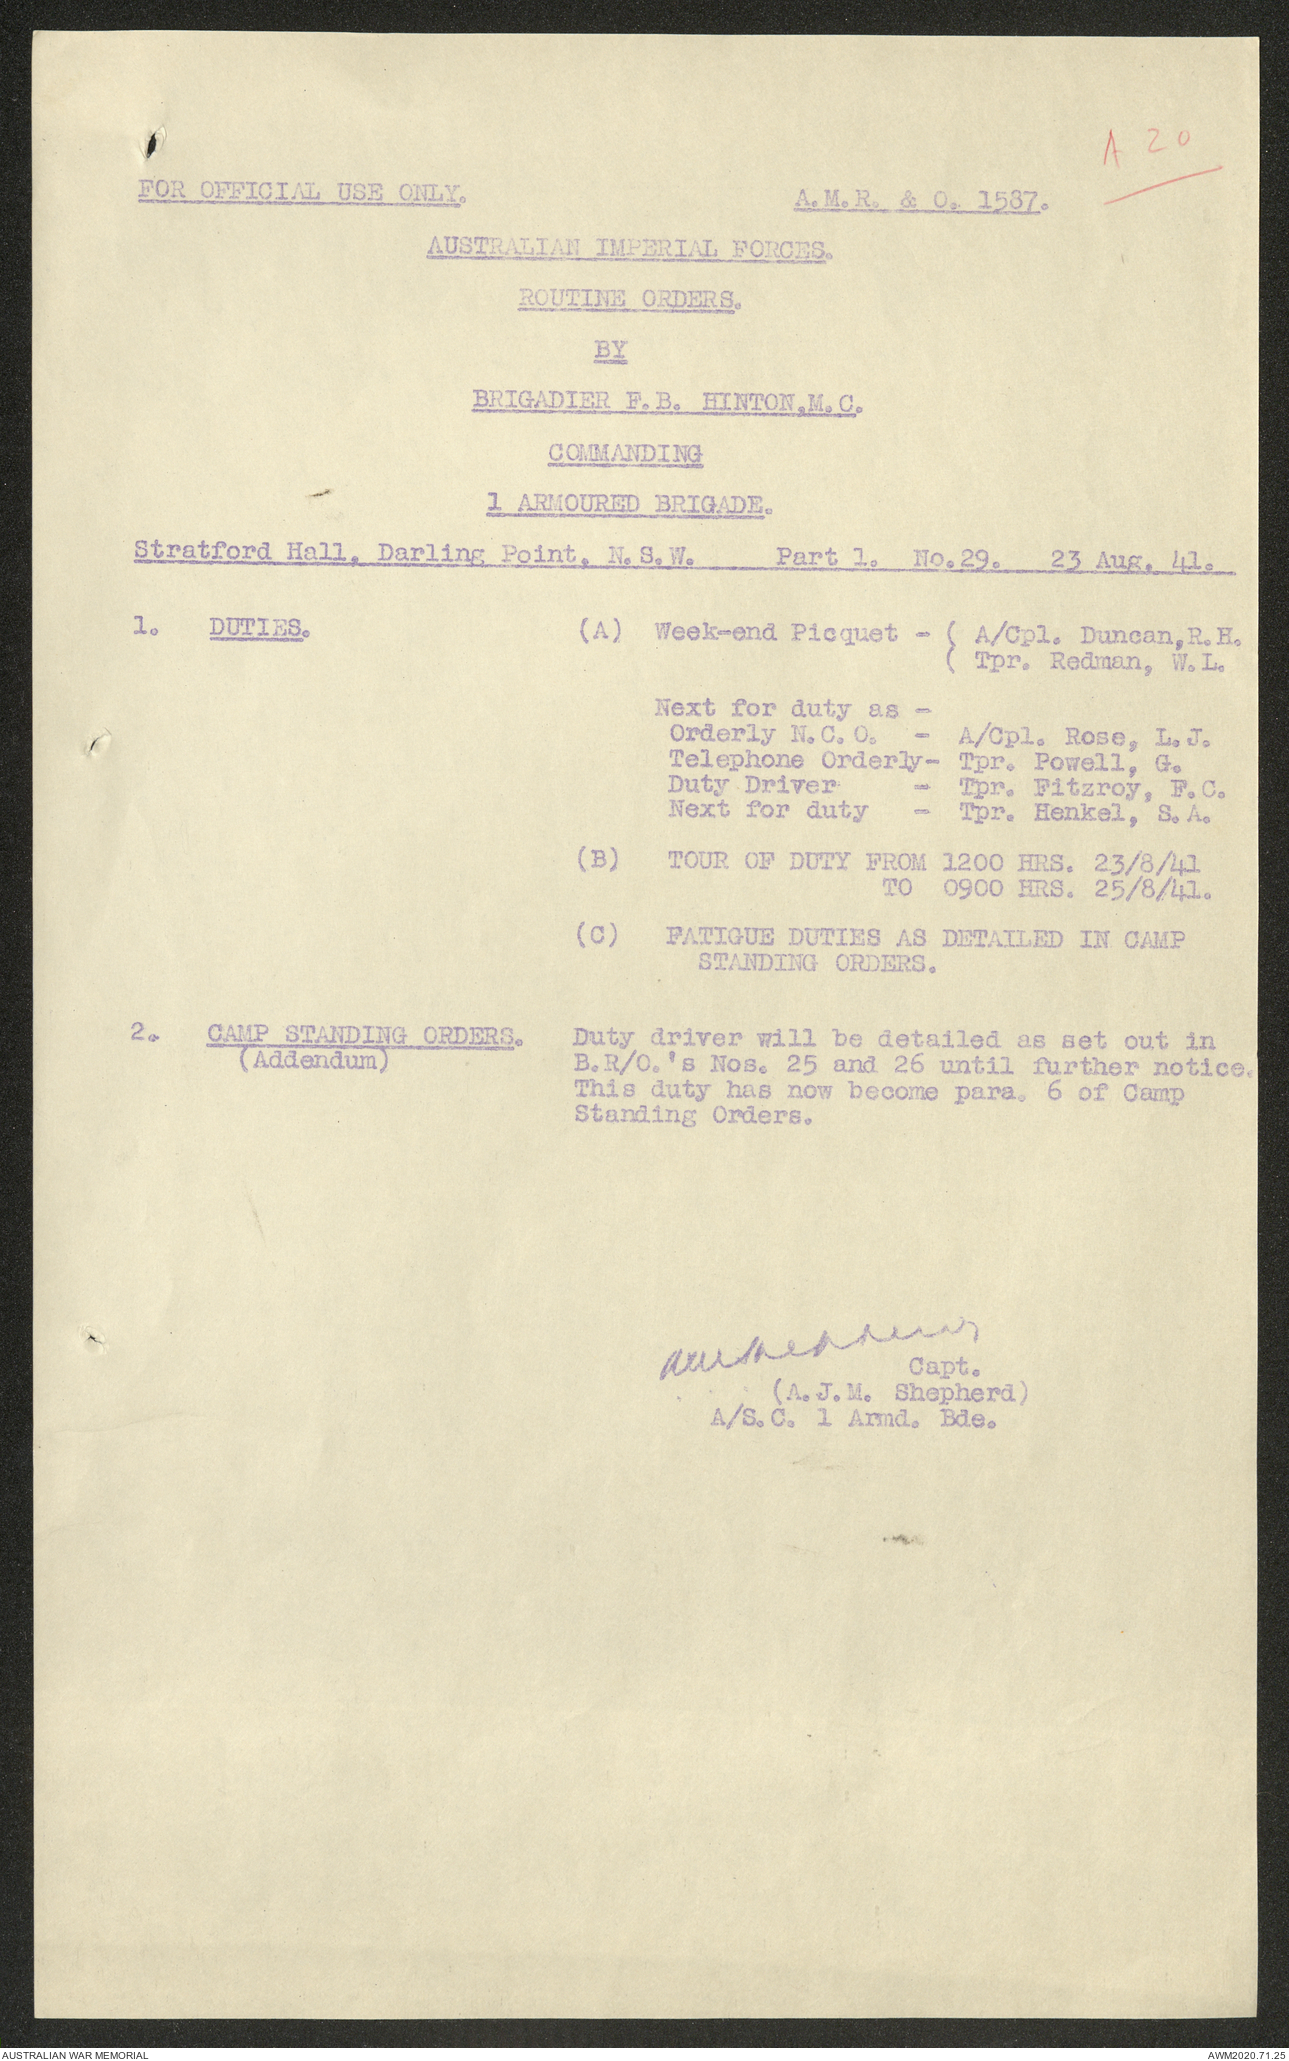 A 20
FOR OFFICIAL USE ONLY. A.M.R. & O. 1587.
AUSTRALIAN IMPERIAL FORCES.
ROUTINE ORDERS.
BY
BRIGADIER F.B. HINTON,M.C.
COMMANDING
1 ARMOURED BRIGADE.
Stratford Hall, Darling Point, N.S.W. Part 1. No.29. 23 Aug, 41.
1. DUTIES. (A) Week-end Picquet - ( A/Cpl. Duncan,R.H.
( Tpr. Redman, W.L.
Next for duty as -
Orderly N.C.O. - A/Cpl. Rose, L.J.
Telephone Orderly- Tpr. Powell, G.
Duty Driver - Tpr. Fitzroy, F.C.
Next for duty - Tpr. Henkel, S.A.
(B) TOUR OF DUTY FROM 1200 HRS. 23/8/41
TO 0900 HRS. 25/8/41.
(C) FATIGUE DUTIES AS DETAILED IN CAMP
STANDING ORDERS.
2. CAMP STANDING ORDERS. Duty driver will be detailed as set out in
(Addendum) B.R/O.'s Nos. 25 and 26 until further notice.
This duty has now become para. 6 of Camp
Standing Orders.
Capt.
(A.J.M. Shepherd)
A/S.C. 1 Armd. Bde.
AUSTRALIAN WAR MEMORIAL AWM2020.71.25